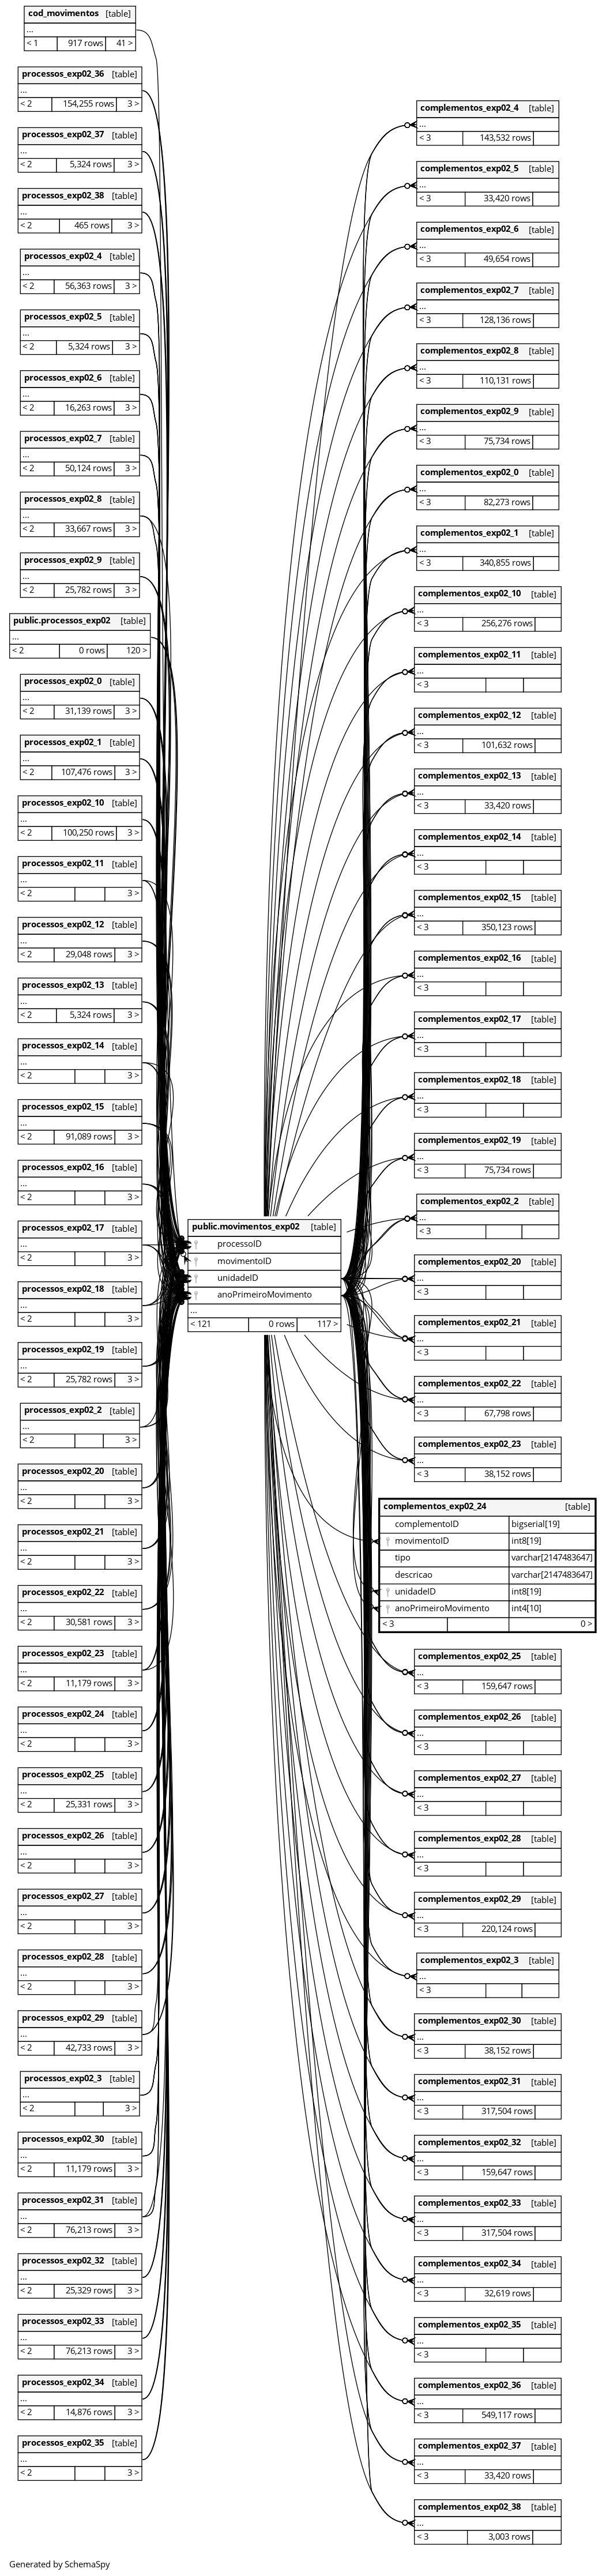 cod_movimentos [table]
...
< 1 917 rows 41 >
processos_exp02_36 [table]
...
< 2 154,255 rows 3 >
processos_exp02_37 [table]
...
< 2 5,324 rows 3 >
processos_exp02_38 [table]
...
< 2 465 rows 3 >
processos_exp02_4 [table]
...
< 2 56,363 rows 3 >
processos_exp02_5 [table]
...
< 2 5,324 rows 3 >
processos_exp02_6 [table]
...
< 2 16,263 rows 3 >
processos_exp02_7 [table]
...
< 2 50,124 rows 3 >
processos_exp02_8 [table]
...
< 2 33,667 rows 3 >
processos_exp02_9 [table]
...
< 2 25,782 rows 3 >
public.processos_exp02 [table]
...
< 2 0 rows 120 >
processos_exp02_0 [table]
...
< 2 31,139 rows 3 >
processos_exp02_1 [table]
...
< 2 107,476 rows 3 >
processos_exp02_10 [table]
...
< 2 100,250 rows 3 >
processos_exp02_11 [table]
...
< 2 3 >
processos_exp02_12 [table]
...
< 2 29,048 rows 3 >
processos_exp02_13 [table]
...
< 2 5,324 rows 3 >
processos_exp02_14 [table]
...
< 2 3 >
processos_exp02_15 [table]
...
< 2 91,089 rows 3 >
processos_exp02_16 [table]
...
< 2 3 >
processos_exp02_17 [table]
...
< 2 3 >
processos_exp02_18 [table]
...
< 2 3 >
processos_exp02_19 [table]
...
< 2 25,782 rows 3 >
processos_exp02_2 [table]
...
< 2 3 >
processos_exp02_20 [table]
...
< 2 3 >
processos_exp02_21 [table]
...
< 2 3 >
processos_exp02_22 [table]
...
< 2 30,581 rows 3 >
processos_exp02_23 [table]
...
< 2 11,179 rows 3 >
processos_exp02_24 [table]
...
< 2 3 >
processos_exp02_25 [table]
...
< 2 25,331 rows 3 >
processos_exp02_26 [table]
...
< 2 3 >
processos_exp02_27 [table]
...
< 2 3 >
processos_exp02_28 [table]
...
< 2 3 >
processos_exp02_29 [table]
...
< 2 42,733 rows 3 >
processos_exp02_3 [table]
...
< 2 3 >
processos_exp02_30 [table]
...
< 2 11,179 rows 3 >
processos_exp02_31 [table]
...
< 2 76,213 rows 3 >
processos_exp02_32 [table]
...
< 2 25,329 rows 3 >
processos_exp02_33 [table]
...
< 2 76,213 rows 3 >
processos_exp02_34 [table]
...
< 2 14,876 rows 3 >
processos_exp02_35 [table]
...
< 2 3 >
public.movimentos_exp02 [table]
processoID
movimentoID
unidadeID
anoPrimeiroMovimento
...
< 121 0 rows 117 >
complementos_exp02_4 [table]
...
< 3 143,532 rows
complementos_exp02_5 [table]
...
< 3 33,420 rows
complementos_exp02_6 [table]
...
< 3 49,654 rows
complementos_exp02_7 [table]
...
< 3 128,136 rows
complementos_exp02_8 [table]
...
< 3 110,131 rows
complementos_exp02_9 [table]
...
< 3 75,734 rows
complementos_exp02_0 [table]
...
< 3 82,273 rows
complementos_exp02_1 [table]
...
< 3 340,855 rows
complementos_exp02_10 [table]
...
< 3 256,276 rows
complementos_exp02_11 [table]
...
< 3
complementos_exp02_12 [table]
...
< 3 101,632 rows
complementos_exp02_13 [table]
...
< 3 33,420 rows
complementos_exp02_14 [table]
...
< 3
complementos_exp02_15 [table]
...
< 3 350,123 rows
complementos_exp02_16 [table]
...
< 3
complementos_exp02_17 [table]
...
< 3
complementos_exp02_18 [table]
...
< 3
complementos_exp02_19 [table]
...
< 3 75,734 rows
complementos_exp02_2 [table]
...
< 3
complementos_exp02_20 [table]
...
< 3
complementos_exp02_21 [table]
...
< 3
complementos_exp02_22 [table]
...
< 3 67,798 rows
complementos_exp02_23 [table]
...
< 3 38,152 rows
complementos_exp02_24 [table]
complementoID bigserial[19]
movimentoID int8[19]
tipo varchar[2147483647]
descricao varchar[2147483647]
unidadeID int8[19]
anoPrimeiroMovimento int4[10]
< 3 0 >
complementos_exp02_25 [table]
...
< 3 159,647 rows
complementos_exp02_26 [table]
...
< 3
complementos_exp02_27 [table]
...
< 3
complementos_exp02_28 [table]
...
< 3
complementos_exp02_29 [table]
...
< 3 220,124 rows
complementos_exp02_3 [table]
...
< 3
complementos_exp02_30 [table]
...
< 3 38,152 rows
complementos_exp02_31 [table]
...
< 3 317,504 rows
complementos_exp02_32 [table]
...
< 3 159,647 rows
complementos_exp02_33 [table]
...
< 3 317,504 rows
complementos_exp02_34 [table]
...
< 3 32,619 rows
complementos_exp02_35 [table]
...
< 3
complementos_exp02_36 [table]
...
< 3 549,117 rows
complementos_exp02_37 [table]
...
< 3 33,420 rows
complementos_exp02_38 [table]
...
< 3 3,003 rows
Generated by SchemaSpy